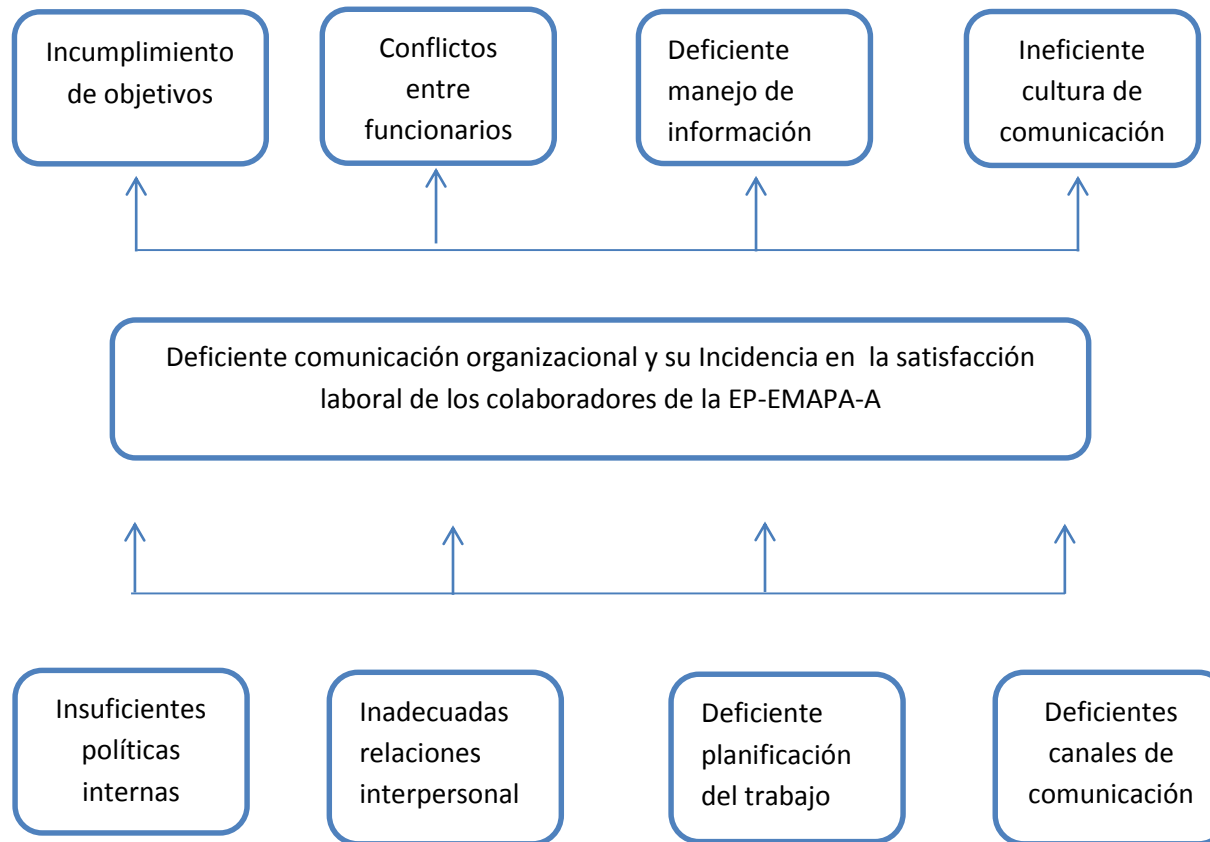 Incumplimiento
de objetivos
Conflictos
entre
funcionarios
Deficiente
manejo de
información
Ineficiente
cultura de
comunicación
Deficiente comunicación organizacional y su Incidencia en  la satisfacción
laboral de los colaboradores de la EP-EMAPA-A
Insuficientes
políticas
internas
Inadecuadas
relaciones
interpersonal
Deficiente
planificación
del trabajo
Deficientes
canales de
comunicación